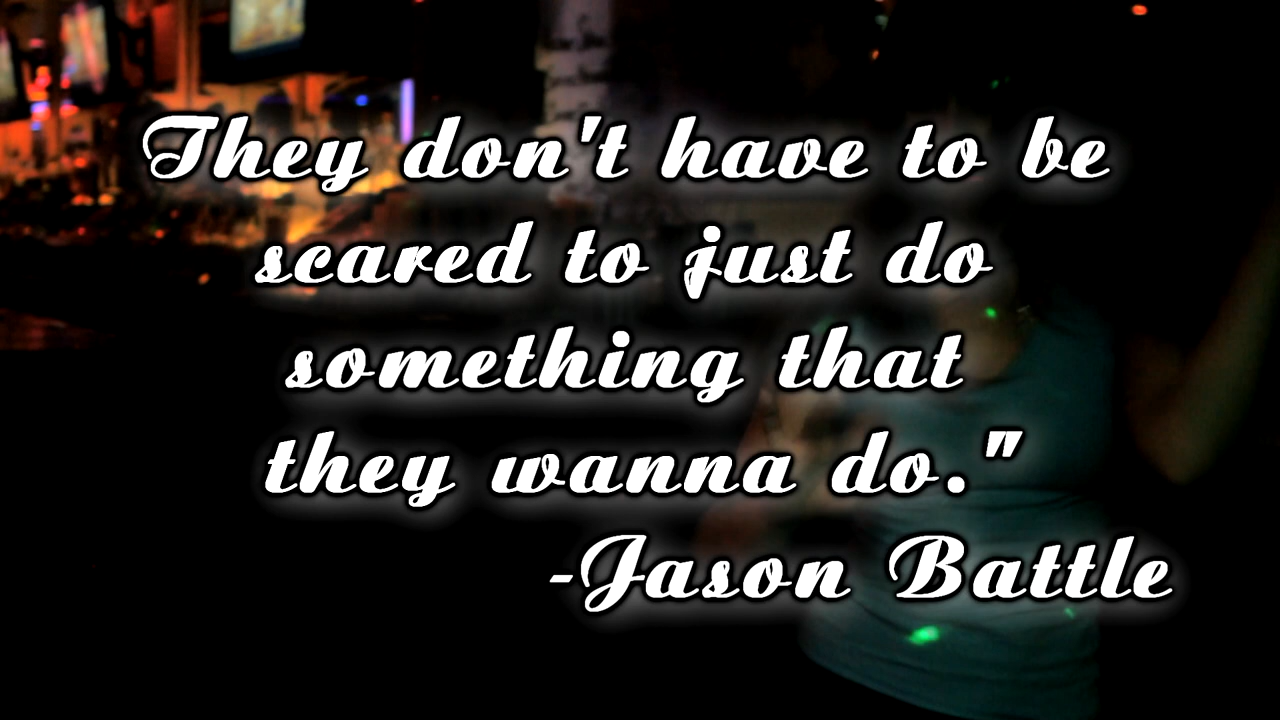 They don't have to be
scared to just do
something that
they wanna do."
-Jason Battle